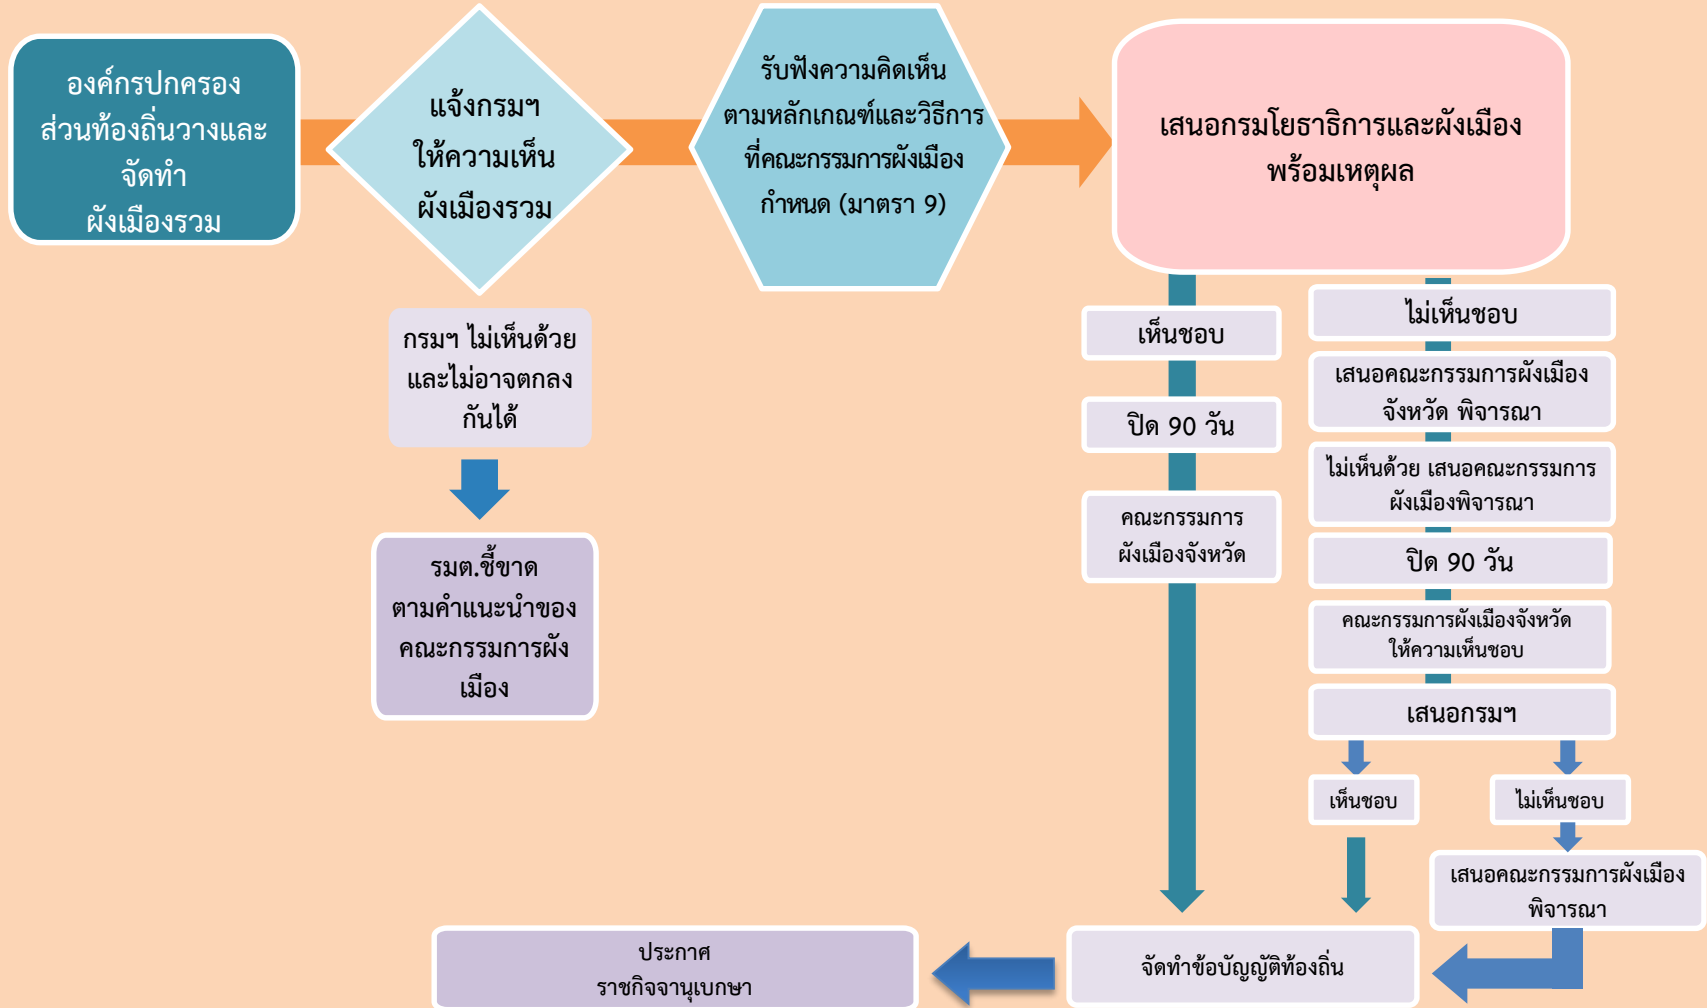 องค์กรปกครอง
ส่วนท้องถิ่นวางและ
จัดทำ
ผังเมืองรวม
แจ้งกรมฯ
ให้ความเห็น
ผังเมืองรวม
รับฟังความคิดเห็น
ตามหลักเกณฑ์และวิธีการ
ที่คณะกรรมการผังเมือง
กำหนด (มาตรา 9)
เสนอกรมโยธาธิการและผังเมือง
พร้อมเหตุผล
กรมฯ ไม่เห็นด้วย
และไม่อาจตกลง
กันได้
รมต.ชี้ขาด
ตามคำแนะนำของ
คณะกรรมการผัง
เมือง
เห็นชอบ
ปิด 90 วัน
คณะกรรมการ
ผังเมืองจังหวัด
ไม่เห็นชอบ
เสนอคณะกรรมการผังเมือง
จังหวัด พิจารณา
ไม่เห็นด้วย เสนอคณะกรรมการ
ผังเมืองพิจารณา
ปิด 90 วัน
คณะกรรมการผังเมืองจังหวัด
ให้ความเห็นชอบ
เสนอกรมฯ
เห็นชอบ
ไม่เห็นชอบ
เสนอคณะกรรมการผังเมือง
พิจารณา
จัดทำข้อบัญญัติท้องถิ่น
ประกาศ
ราชกิจจานุเบกษา